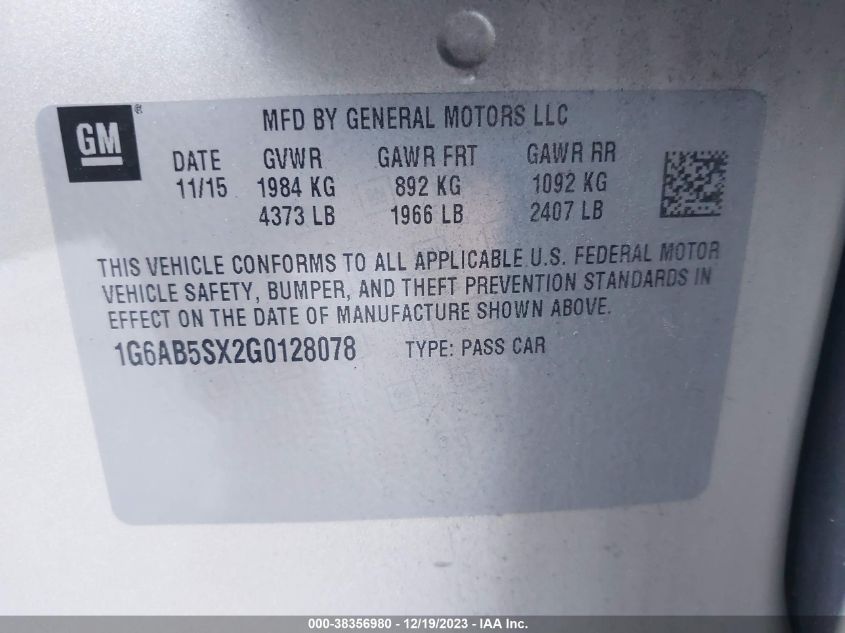 GM ®
MFD BY GENERAL MOTORS LLC
DATE GVWR GAWR FRT GAWR RR
11/15 1984 KG 892 KG 1092 KG
4373 LB 1966 LB 2407 LB
THIS VEHICLE CONFORMS TO ALL APPLICABLE U.S. FEDERAL MOTOR
VEHICLE SAFETY, BUMPER, AND THEFT PREVENTION STANDARDS IN
EFFECT ON THE DATE OF MANUFACTURE SHOWN ABOVE.
1G6AB5SX2G0128078 TYPE: PASS CAR
000-38356980 - 12/19/2023 - IAA Inc.